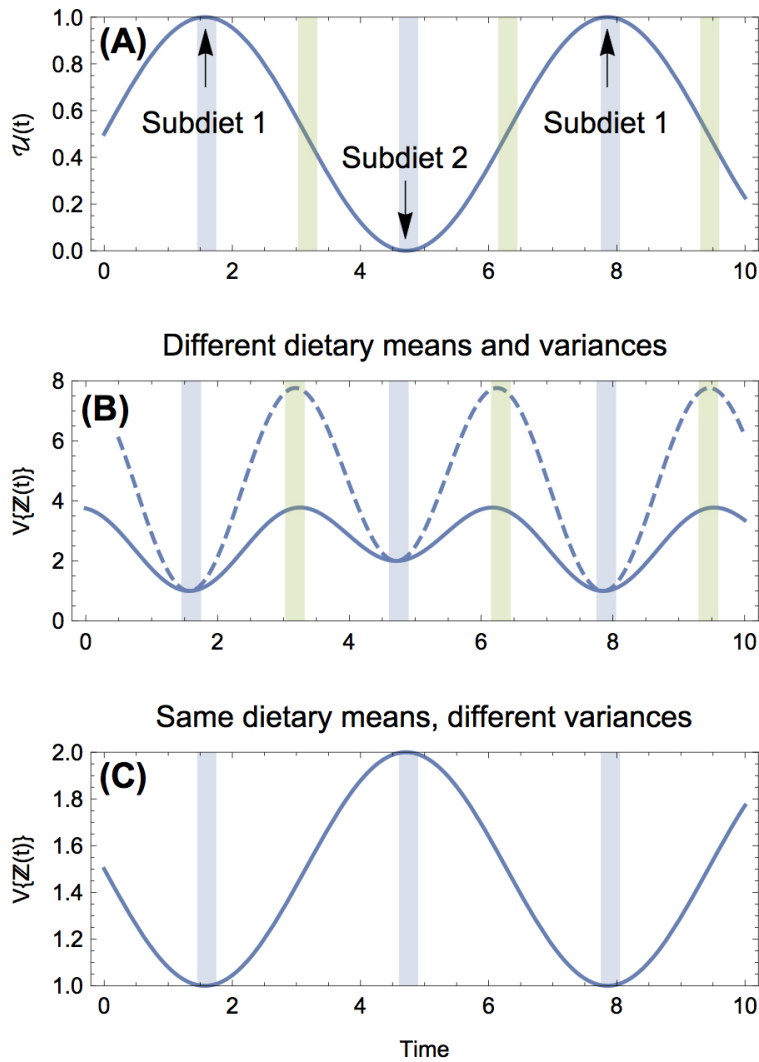 (A)
1.0
0.8
0.6
0.4
0.2
0.0
𝒰(t)
Subdiet 1
Subdiet 2
Subdiet 1
0 2 4 6 8 10
Different dietary means and variances
(B)
8
6
4
2
0
V{ℤ(t)}
0 2 4 6 8 10
Same dietary means, different variances
(C)
2.0
1.8
1.6
1.4
1.2
1.0
V{ℤ(t)}
0 2 4 6 8 10
Time